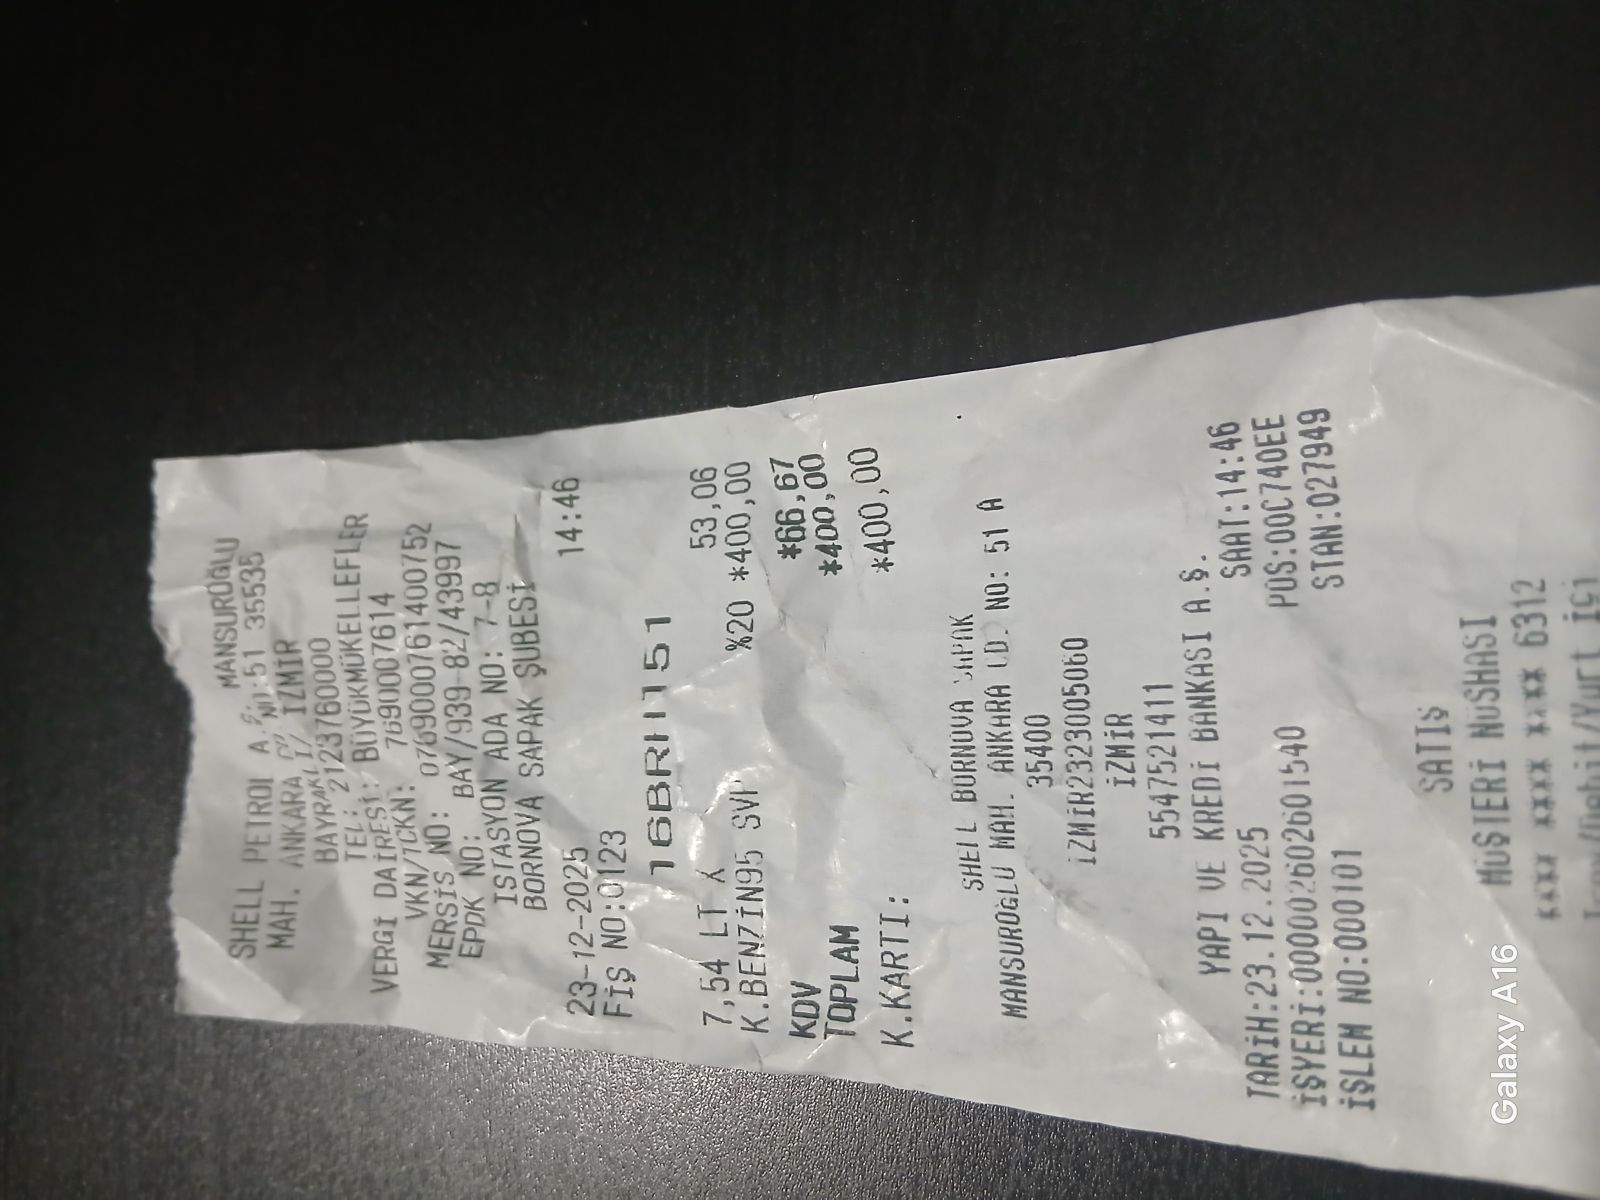 SHELL PETROL A.Ş. MANSUROĞLU
MAH. ANKARA NO:51 35535
BAYRAKLI/ İZMİR
TEL: 2123760000
VERGİ DAİRESİ: BÜYÜKMÜKELLEFLER
VKN/TCKN: 7690007614
MERSİS NO: 0769000761400752
EPDK NO: BAY/939-82/43997
İSTASYON ADA NO: 7-8
BORNOVA SAPAK ŞUBESİ
23-12-2025 14:46
FİŞ NO:0123
16BRH151
7,54 LT X 53,06
K.BENZİN95 SVP %20 *400,00
KDV *66,67
TOPLAM *400,00
K.KARTI: *400,00
SHELL BORNOVA SAPAK
MANSUROĞLU MAH. ANKARA CD. NO: 51 A
35400
İZMİR2323005060
İZMİR
5547521411
YAPI VE KREDİ BANKASI A.Ş.
TARİH:23.12.2025 SAAT:14:46
İŞYERİ:000002602601540 POS:00C740EE
İŞLEM NO:000101 STAN:027949
SATIŞ
MÜŞTERİ NÜSHASI
**** **** **** 6312
Galaxy A16